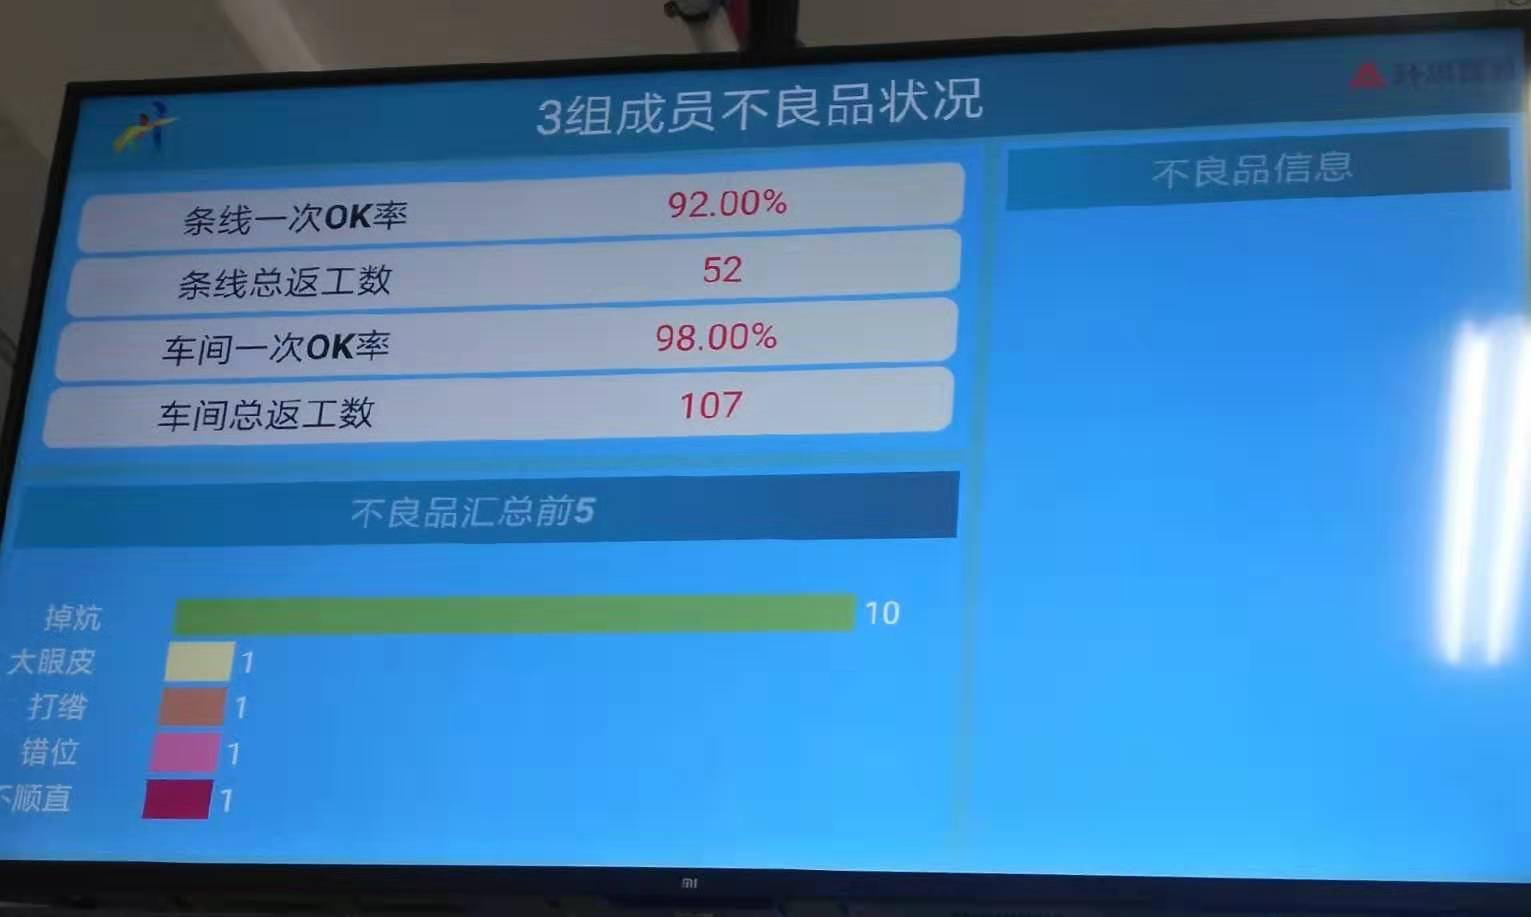 3组成员不良品状况
条线一次OK率 92.00%
条线总返工数 52
车间一次OK率 98.00%
车间总返工数 107
不良品汇总前5
掉炕 10
大眼皮 1
打绺 1
错位 1
不顺直 1
不良品信息
mi